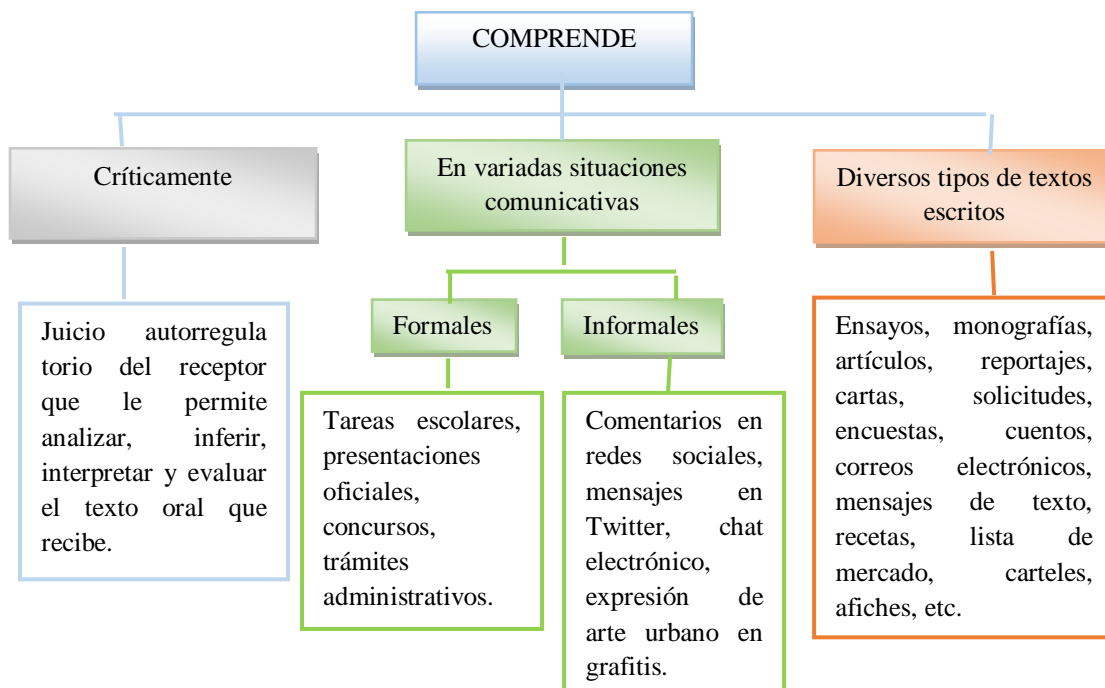 COMPRENDE
Críticamente
En variadas situaciones
comunicativas
Diversos tipos de textos
escritos
Juicio autorregula
torio del receptor
que le permite
analizar, inferir,
interpretar y evaluar
el texto oral que
recibe.
Formales
Tareas escolares,
presentaciones
oficiales,
concursos,
trámites
administrativos.
Informales
Comentarios en
redes sociales,
mensajes en
Twitter, chat
electrónico,
expresión de
arte urbano en
grafitis.
Ensayos, monografías,
artículos, reportajes,
cartas, solicitudes,
encuestas, cuentos,
correos electrónicos,
mensajes de texto,
recetas, lista de
mercado, carteles,
afiches, etc.